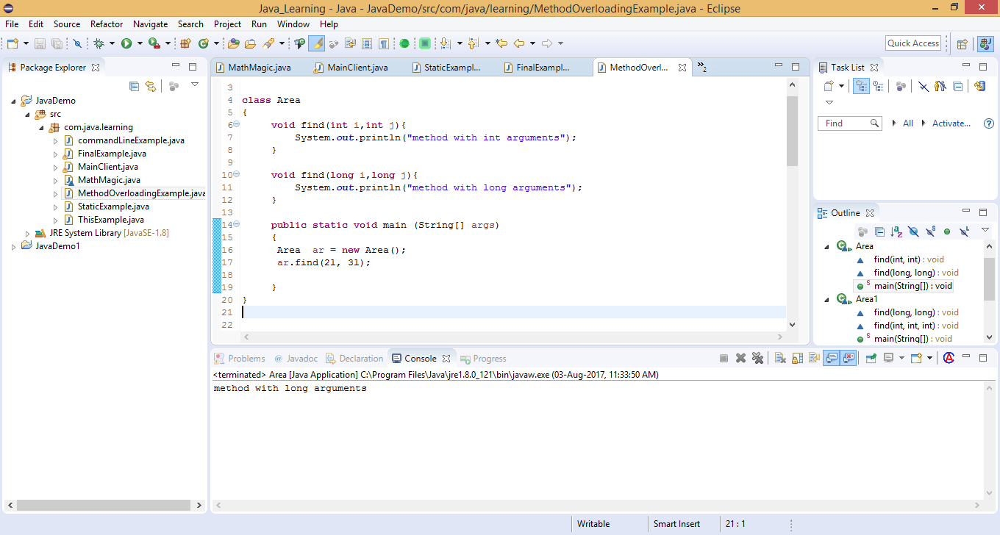 Java_Learning - Java - JavaDemo/src/com/java/learning/MethodOverloadingExample.java - Eclipse
File Edit Source Refactor Navigate Search Project Run Window Help
Quick Access
Package Explorer
JavaDemo
src
com.java.learning
commandLineExample.java
FinalExample.java
MainClient.java
MathMagic.java
MethodOverloadingExample.java
StaticExample.java
ThisExample.java
JRE System Library [JavaSE-1.8]
JavaDemo1
MathMagic.java MainClient.java StaticExampl... FinalExampl... MethodOverl... »2
3
4 class Area
5 {
6 void find(int i,int j){
7 System.out.println("method with int arguments");
8 }
9
10 void find(long i,long j){
11 System.out.println("method with long arguments");
12 }
13
14 public static void main (String[] args)
15 {
16 Area  ar = new Area();
17 ar.find(2l, 3l);
18
19 }
20 }
21
22
Task List
Find All Activate...
Outline
Area
find(int, int) : void
find(long, long) : void
main(String[]) : void
Area1
find(long, long) : void
find(int, int, int) : void
main(String[]) : void
Problems Javadoc Declaration Console Progress
<terminated> Area [Java Application] C:\Program Files\Java\jre1.8.0_121\bin\javaw.exe (03-Aug-2017, 11:33:50 AM)
method with long arguments
Writable Smart Insert 21 : 1